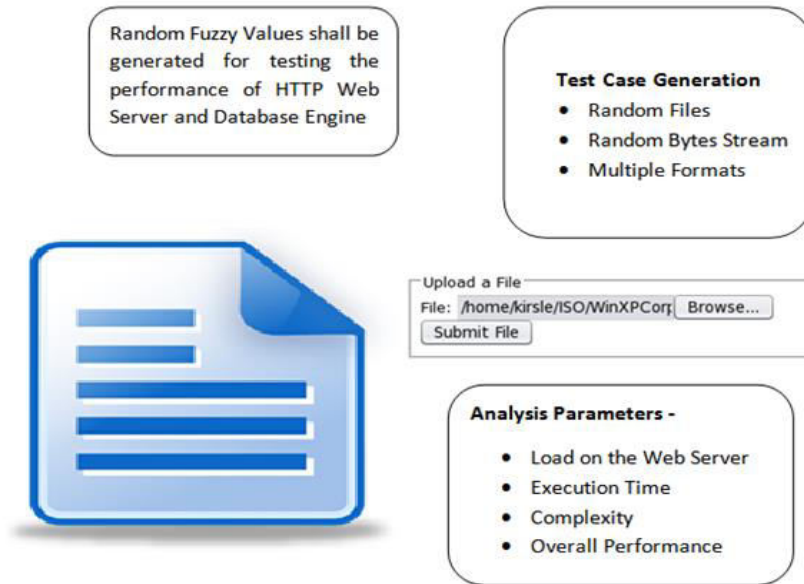 Random Fuzzy Values shall be
generated for testing the
performance of HTTP Web
Server and Database Engine
Test Case Generation
• Random Files
• Random Bytes Stream
• Multiple Formats
Upload a File
File: /home/kirsle/ISO/WinXPCorp Browse...
Submit File
Analysis Parameters -
• Load on the Web Server
• Execution Time
• Complexity
• Overall Performance